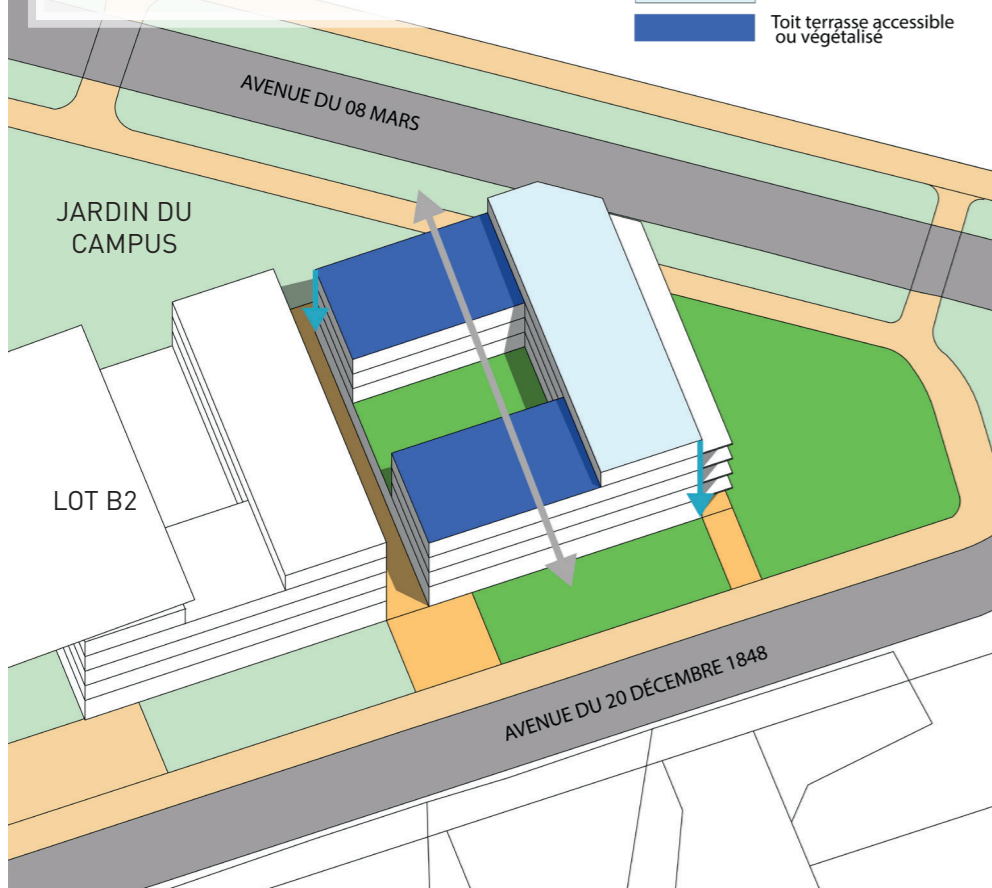 Toit terrasse accessible
ou végétalisé
AVENUE DU 08 MARS
JARDIN DU
CAMPUS
LOT B2
AVENUE DU 20 DÉCEMBRE 1848